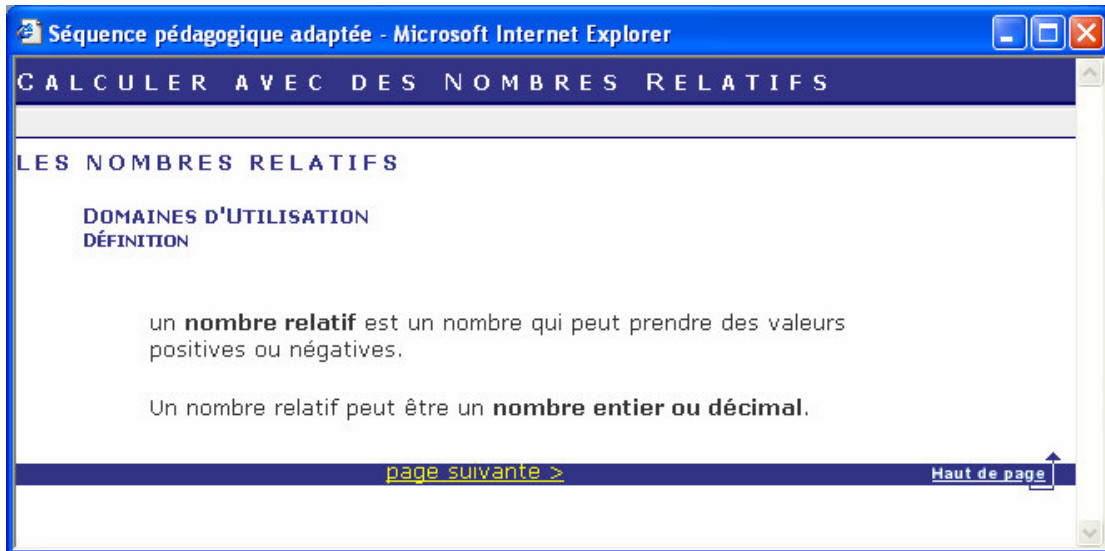 Séquence pédagogique adaptée - Microsoft Internet Explorer
CALCULER AVEC DES NOMBRES RELATIFS
LES NOMBRES RELATIFS
DOMAINES D'UTILISATION
DÉFINITION
un nombre relatif est un nombre qui peut prendre des valeurs
positives ou négatives.
Un nombre relatif peut être un nombre entier ou décimal.
page suivante >
Haut de page